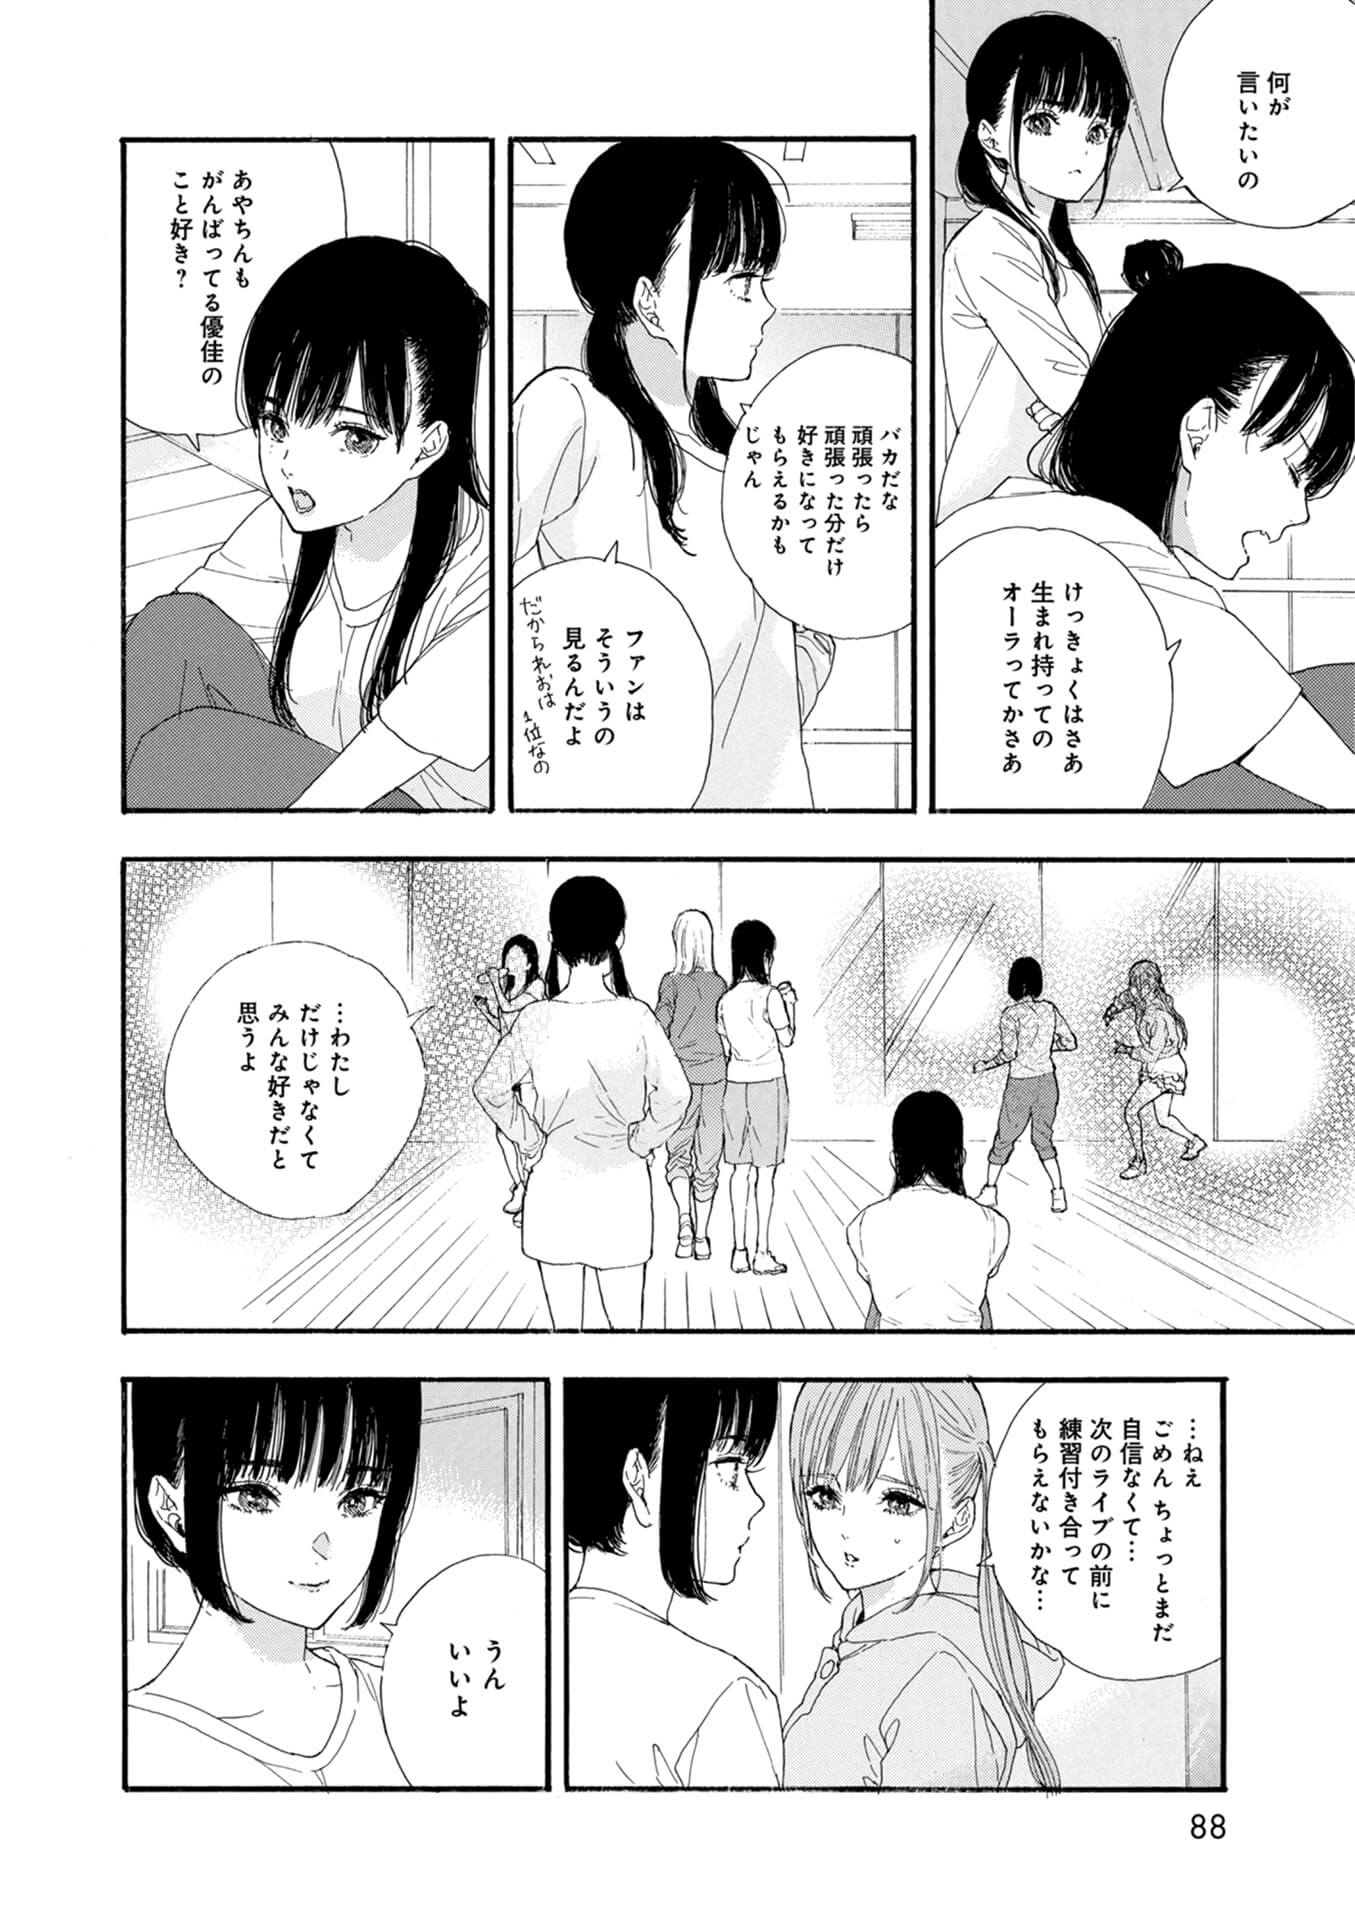 何が
言いたいの
けっきょくはさあ
生まれ持っての
オーラってかさあ
バカだな
頑張ったら
頑張った分だけ
好きになって
もらえるかも
じゃん
ファンは
そういうの
見るんだよ
だかられおは
1位なの
あやちんも
がんばってる優佳の
こと好き?
…わたし
だけじゃなくて
みんな好きだと
思うよ
…ねえ
ごめん ちょっとまだ
自信なくて…
次のライブの前に
練習付き合って
もらえないかな…
うん
いいよ
88